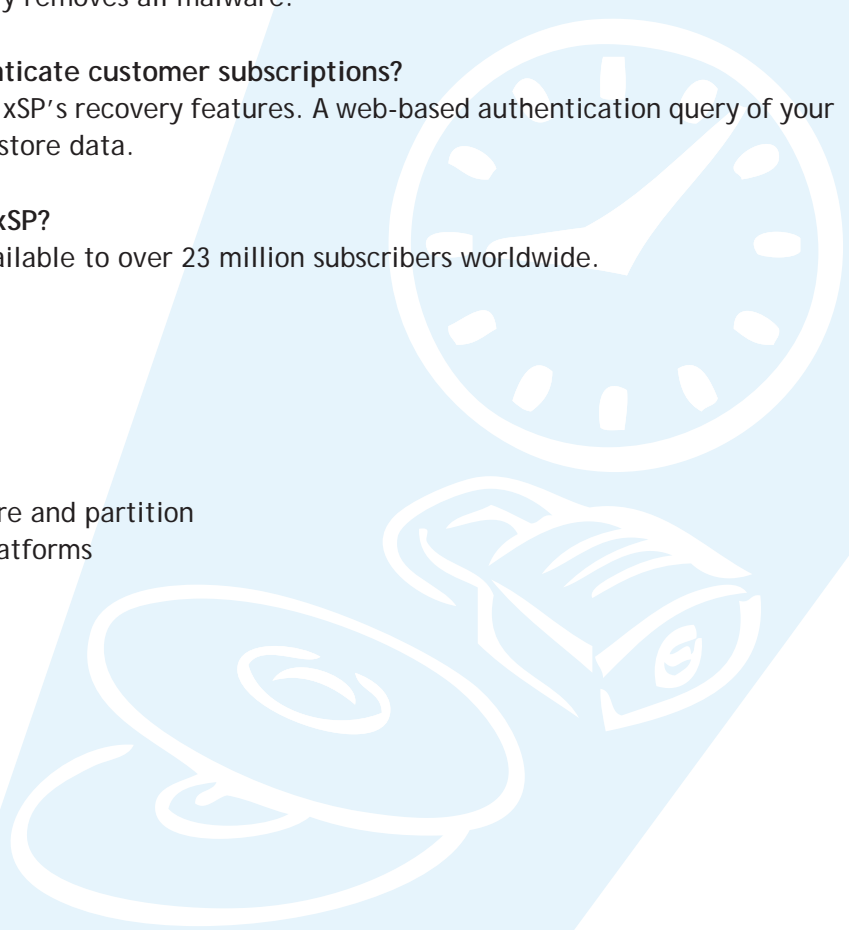 y removes all malware.
nticate customer subscriptions?
xSP’s recovery features. A web-based authentication query of your
store data.
xSP?
ailable to over 23 million subscribers worldwide.
re and partition
atforms